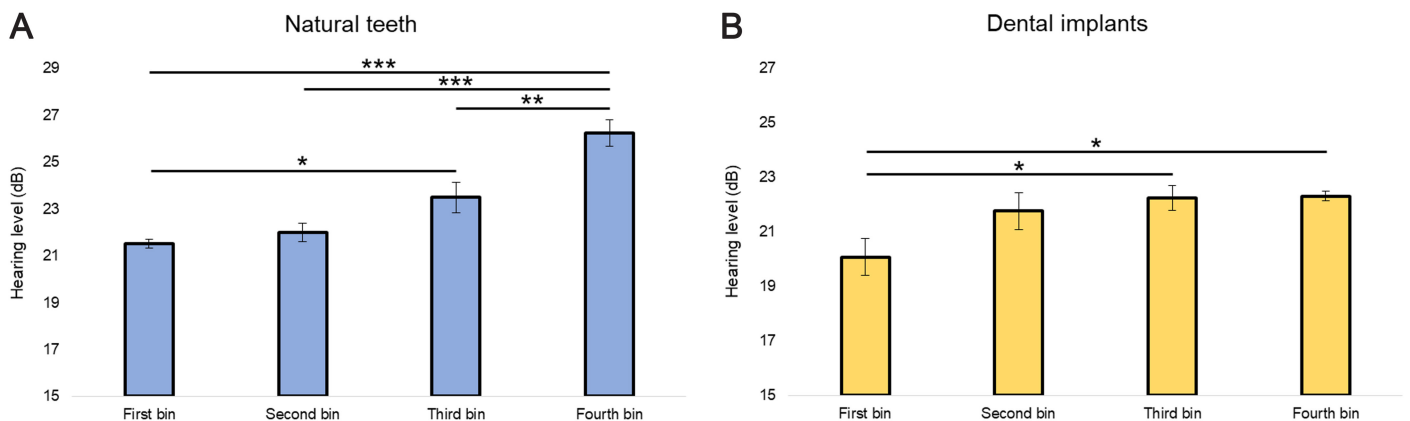 A
Natural teeth
Hearing level (dB)
29
27
25
23
21
19
17
15
***
***
**
*
First bin
Second bin
Third bin
Fourth bin
B
Dental implants
Hearing level (dB)
27
25
23
21
19
17
15
*
*
First bin
Second bin
Third bin
Fourth bin